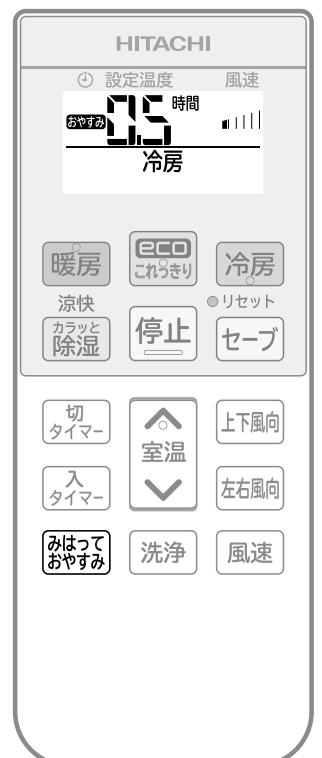 HITACHI
設定温度 風速
おやすみ 0.5 時間
冷房
暖房 eco これっきり 冷房
涼快 リセット
カラッと 除湿 停止 セーブ
切 タイマー 室温 上下風向
入 タイマー 左右風向
みはって おやすみ 洗浄 風速